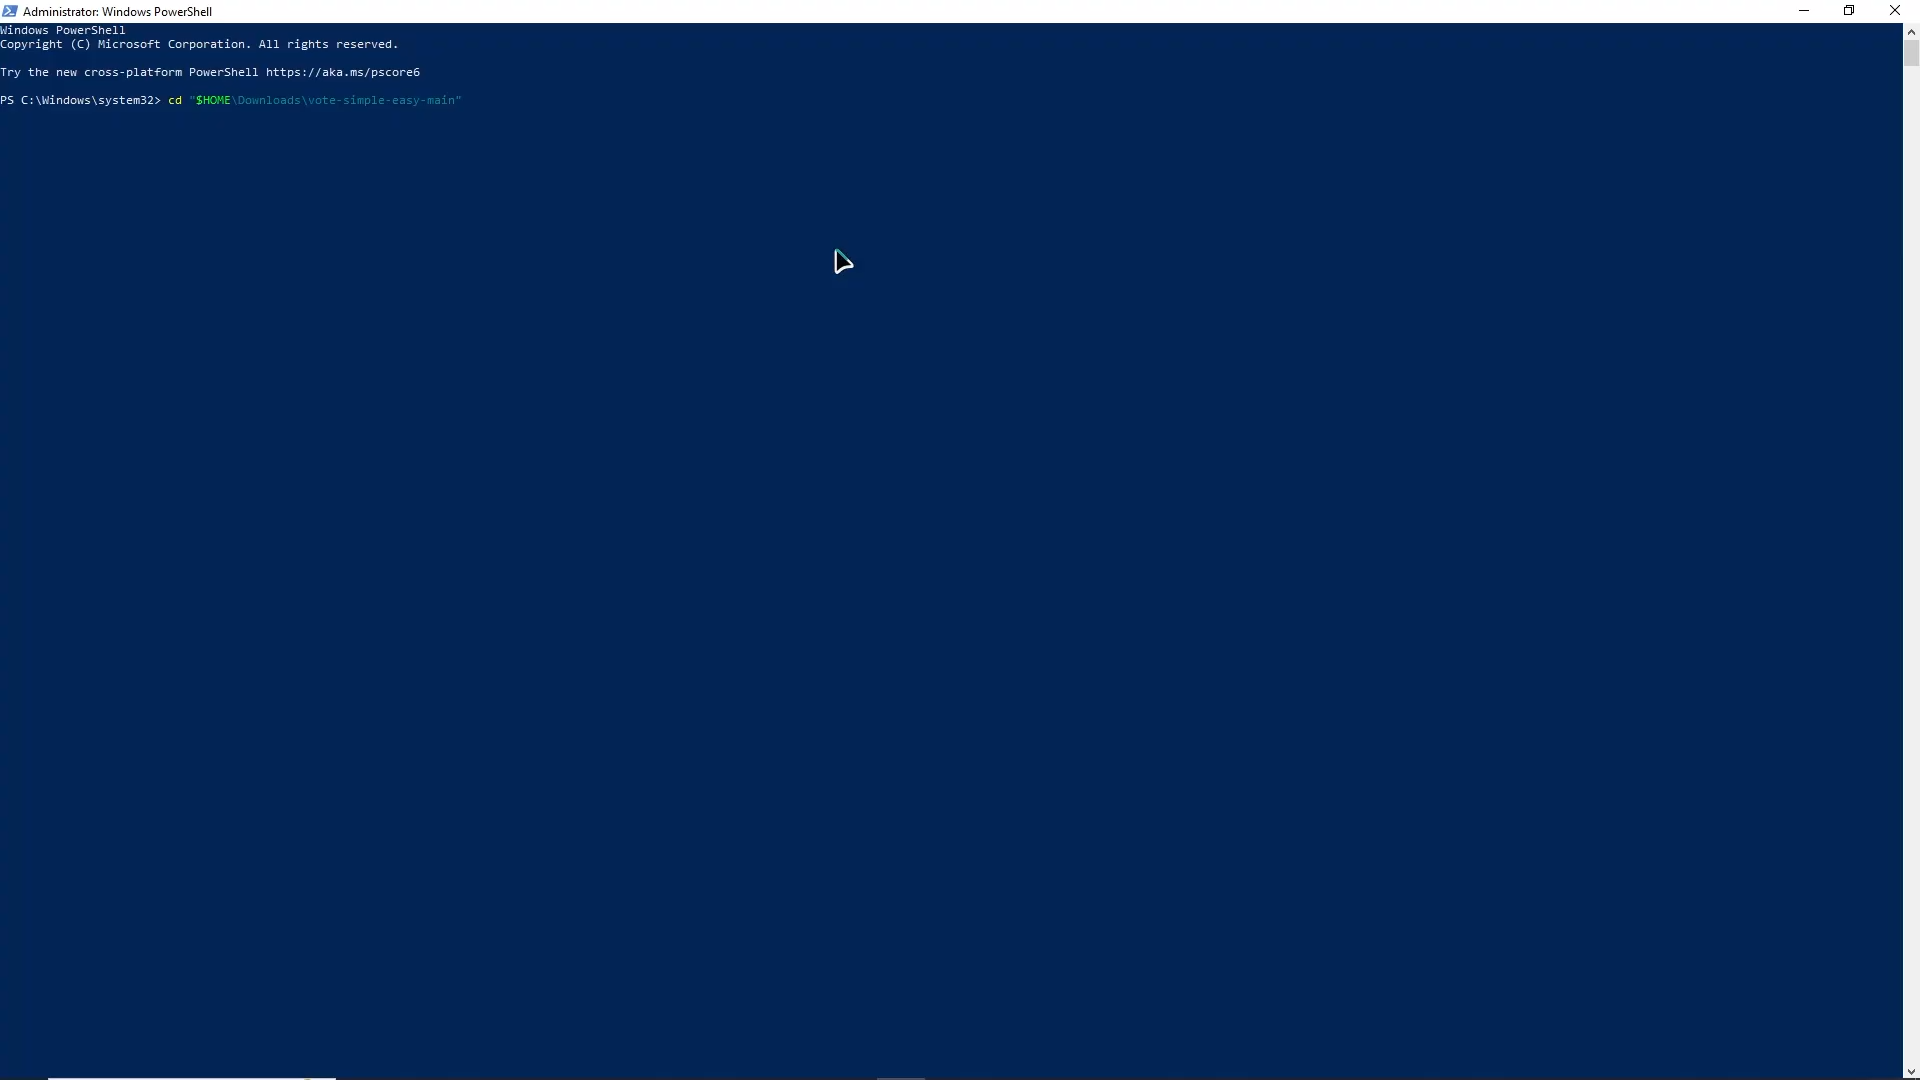 Administrator: Windows PowerShell
Windows PowerShell
Copyright (C) Microsoft Corporation. All rights reserved.
Try the new cross-platform PowerShell https://aka.ms/pscore6
PS C:\Windows\system32> cd "$HOME\Downloads\vote-simple-easy-main"